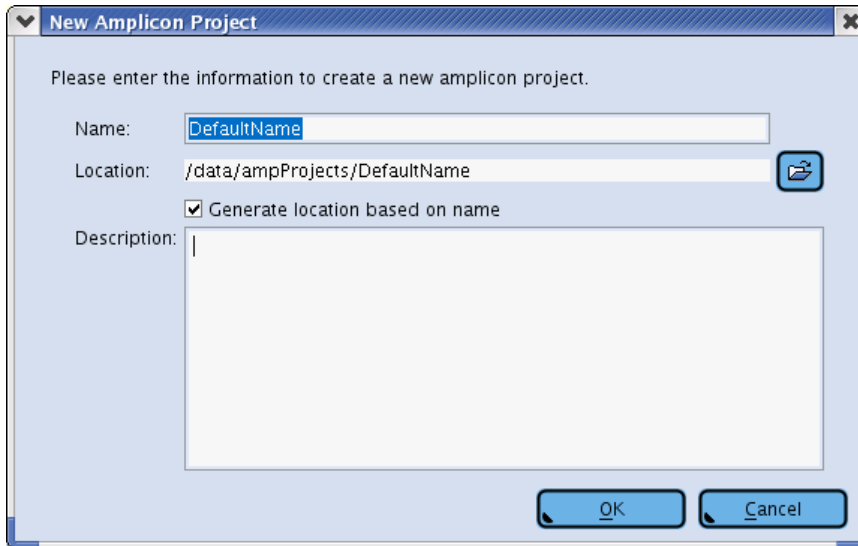 New Amplicon Project
Please enter the information to create a new amplicon project.
Name: DefaultName
Location: /data/ampProjects/DefaultName
Generate location based on name
Description:
OK Cancel